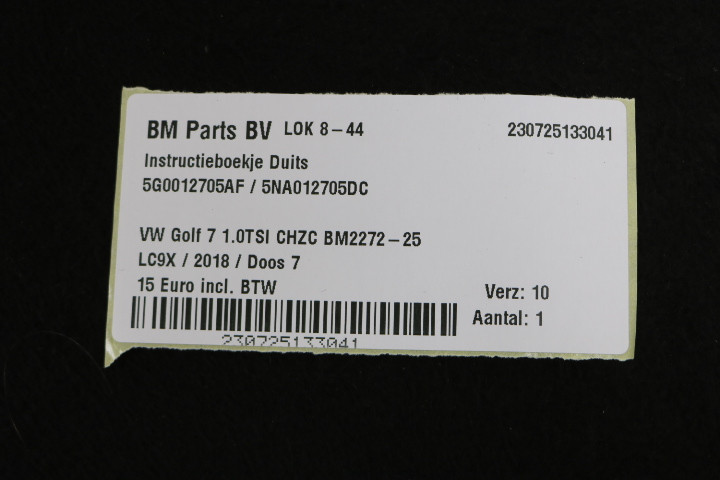 BM Parts BV LOK 8-44 230725133041
Instructieboekje Duits
5G0012705AF / 5NA012705DC
VW Golf 7 1.0TSI CHZC BM2272-25
LC9X / 2018 / Doos 7
15 Euro incl. BTW
Verz: 10
Aantal: 1
230725133041